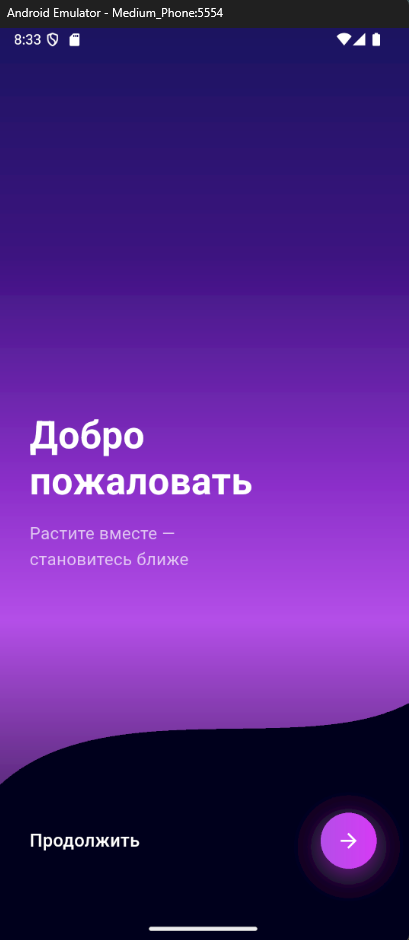 Android Emulator - Medium_Phone:5554
8:33
Добро
пожаловать
Растите вместе —
становитесь ближе
Продолжить